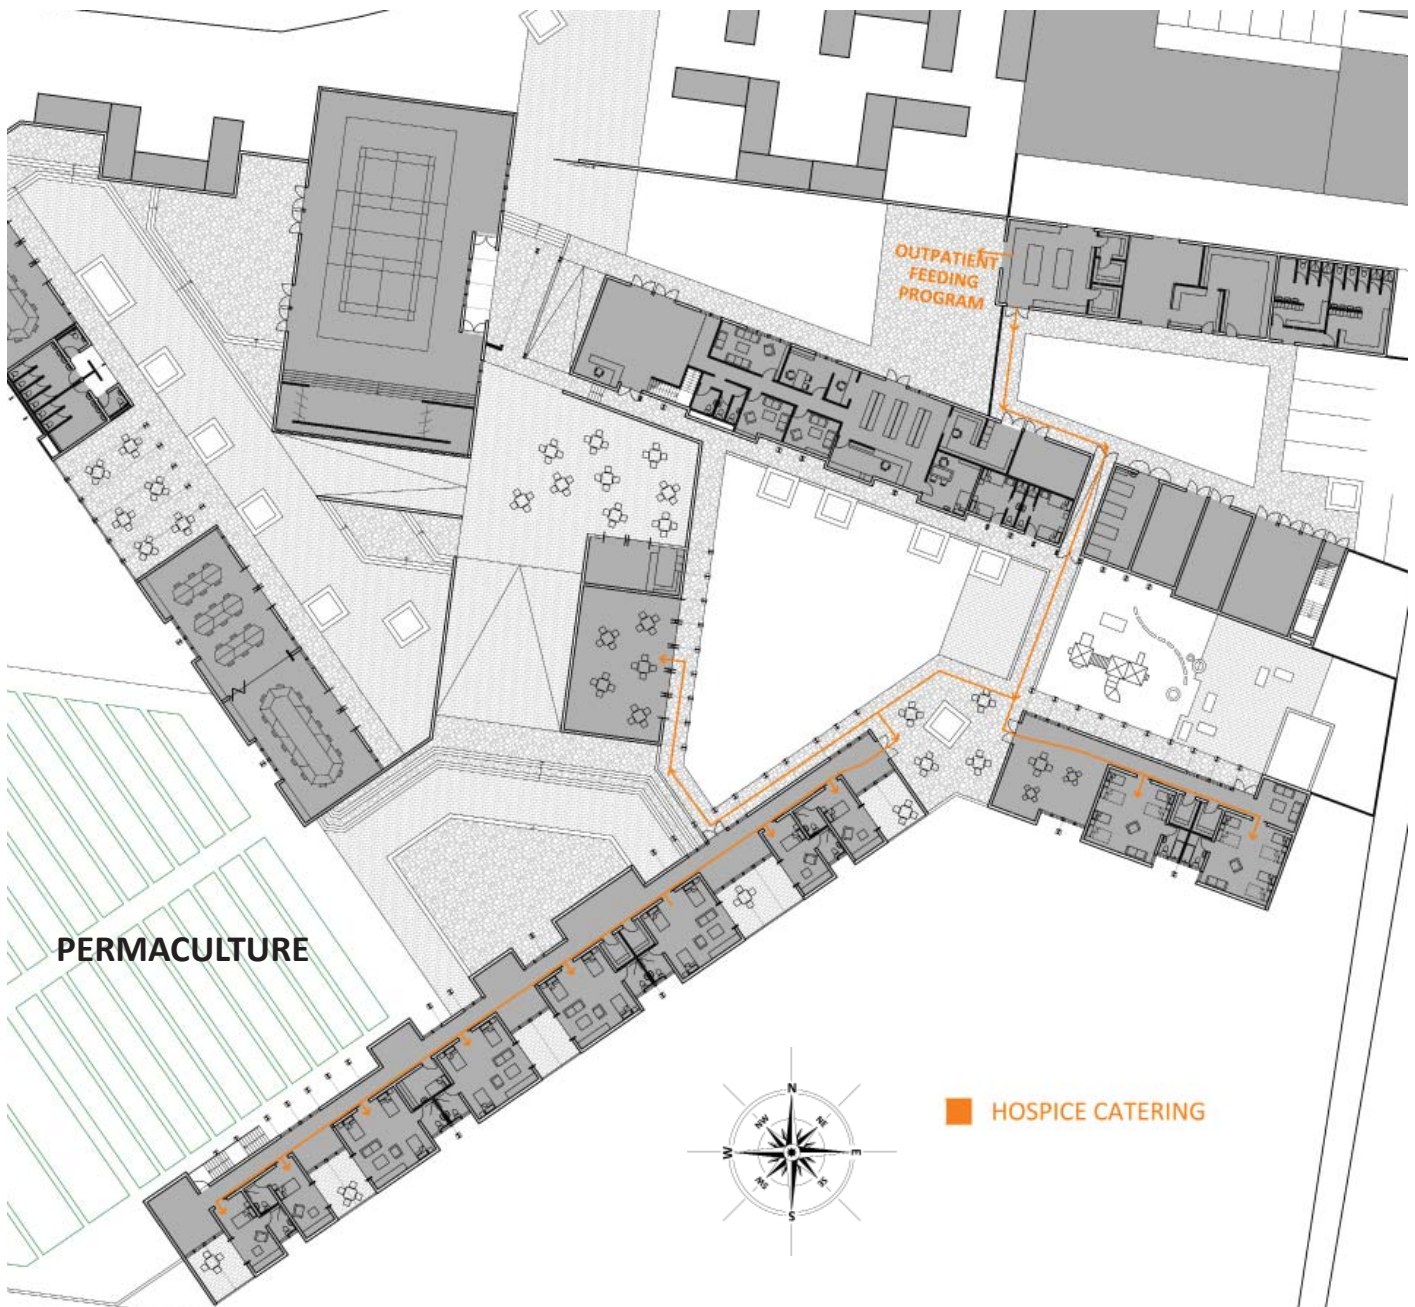 OUTPATIENT
FEEDING
PROGRAM
PERMACULTURE
N
NW
NE
W
E
SW
SE
S
HOSPICE CATERING